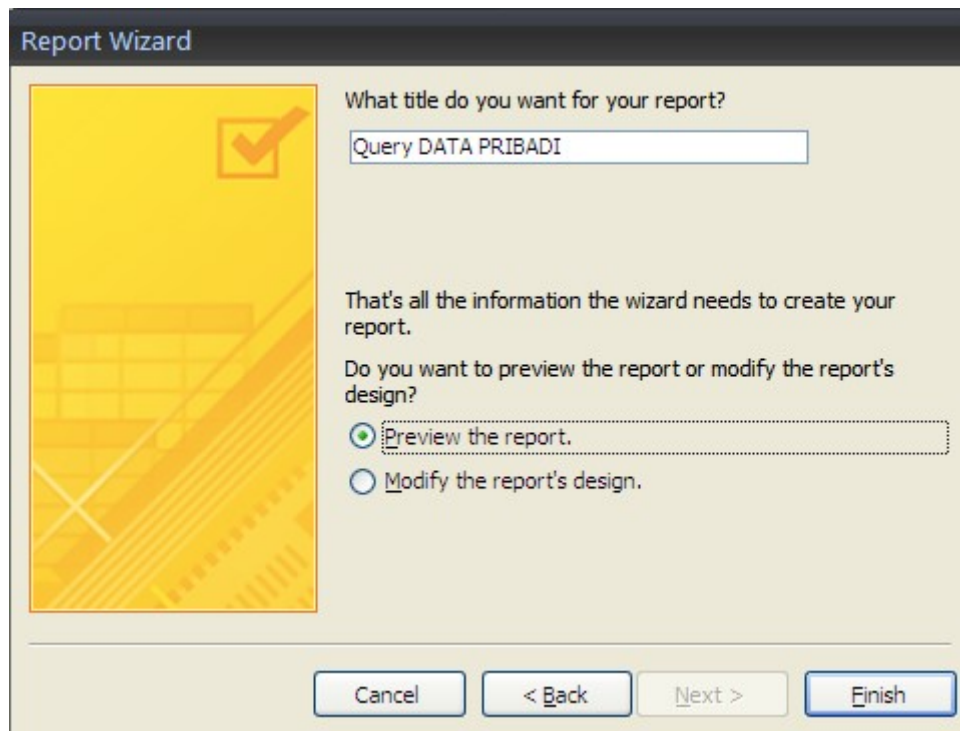 Report Wizard
What title do you want for your report?
Query DATA PRIBADI
That's all the information the wizard needs to create your
report.
Do you want to preview the report or modify the report's
design?
Preview the report.
Modify the report's design.
Cancel
< Back
Next >
Finish